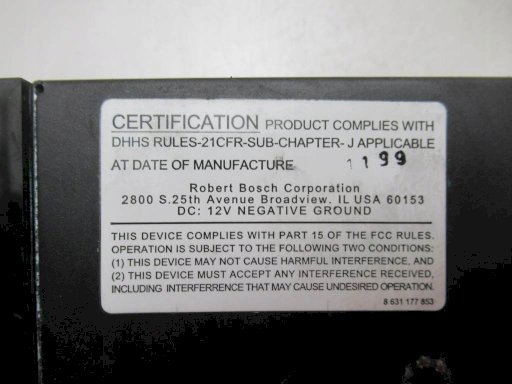 CERTIFICATION PRODUCT COMPLIES WITH
DHHS RULES-21CFR-SUB-CHAPTER- J APPLICABLE
AT DATE OF MANUFACTURE 1199
Robert Bosch Corporation
2800 S.25th Avenue Broadview. IL USA 60153
DC: 12V NEGATIVE GROUND
THIS DEVICE COMPLIES WITH PART 15 OF THE FCC RULES.
OPERATION IS SUBJECT TO THE FOLLOWING TWO CONDITIONS:
(1) THIS DEVICE MAY NOT CAUSE HARMFUL INTERFERENCE, AND
(2) THIS DEVICE MUST ACCEPT ANY INTERFERENCE RECEIVED,
INCLUDING INTERFERENCE THAT MAY CAUSE UNDESIRED OPERATION.
8 631 177 853